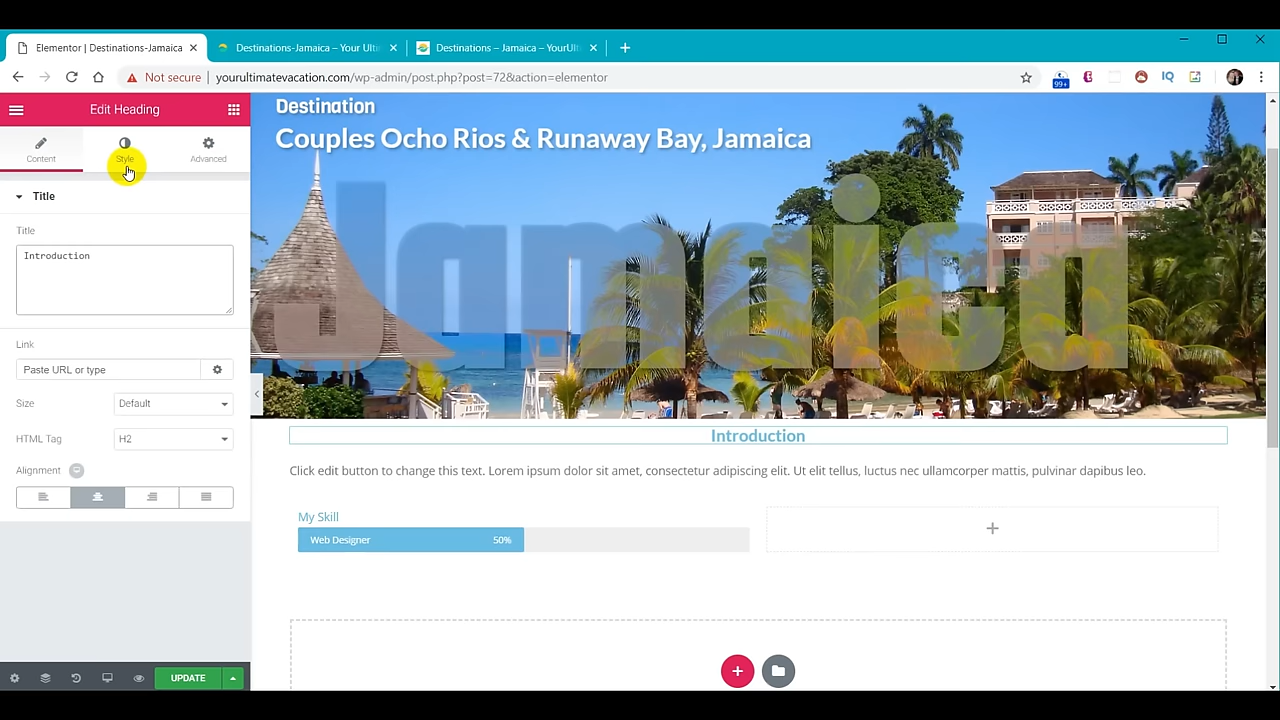 Elementor | Destinations-Jamaica
Destinations-Jamaica – Your Ulti
Destinations – Jamaica – YourUlt
Not secure
yourultimatevacation.com/wp-admin/post.php?post=72&action=elementor
99+
IQ
Edit Heading
Content
Style
Advanced
Title
Title
Introduction
Link
Paste URL or type
Size
Default
HTML Tag
H2
Alignment
UPDATE
Destination
Couples Ocho Rios & Runaway Bay, Jamaica
Jamaica
Introduction
Click edit button to change this text. Lorem ipsum dolor sit amet, consectetur adipiscing elit. Ut elit tellus, luctus nec ullamcorper mattis, pulvinar dapibus leo.
My Skill
Web Designer
50%